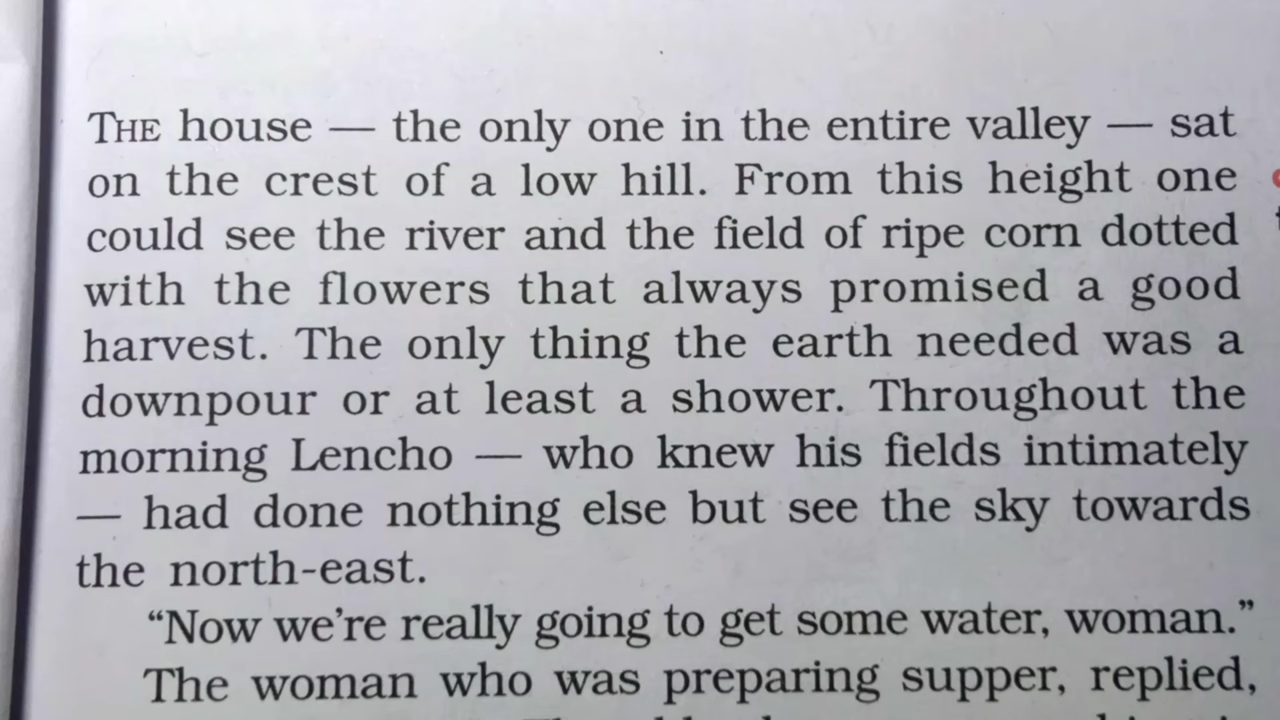 THE house — the only one in the entire valley — sat
on the crest of a low hill. From this height one
could see the river and the field of ripe corn dotted
with the flowers that always promised a good
harvest. The only thing the earth needed was a
downpour or at least a shower. Throughout the
morning Lencho — who knew his fields intimately
— had done nothing else but see the sky towards
the north-east.
“Now we’re really going to get some water, woman.”
The woman who was preparing supper, replied,